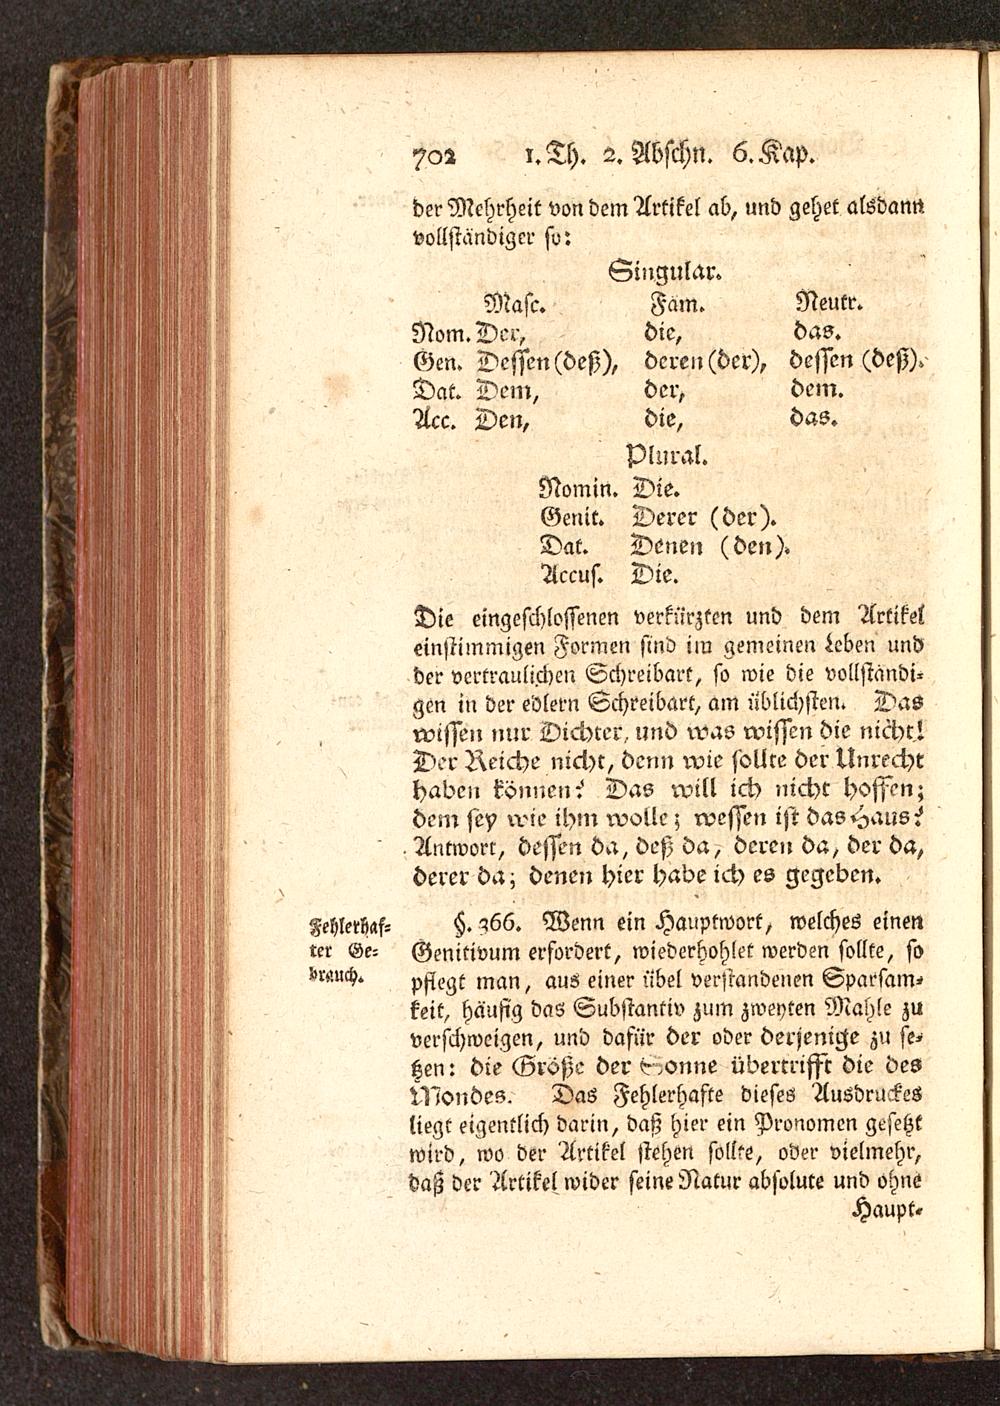 702 1. Th. 2. Abschn. 6. Kap.
der Mehrheit von dem Artikel ab, und gehet alsdann
vollständiger so:
Singular.
Masc. Fäm. Neutr.
Nom. Der, die, das.
Gen. Dessen (deß), deren (der), dessen (deß).
Dat. Dem, der, dem.
Acc. Den, die, das.
Plural.
Nomin. Die.
Genit. Derer (der).
Dat. Denen (den).
Accus. Die.
Die eingeschlossenen verkürzten und dem Artikel
einstimmigen Formen sind im gemeinen Leben und
der vertraulichen Schreibart, so wie die vollständi-
gen in der edlern Schreibart, am üblichsten. Das
wissen nur Dichter, und was wissen die nicht!
Der Reiche nicht, denn wie sollte der Unrecht
haben können? Das will ich nicht hoffen;
dem sey wie ihm wolle; wessen ist das Haus?
Antwort, dessen da, deß da, deren da, der da,
derer da; denen hier habe ich es gegeben.
Fehlerhaf-
ter Ge-
brauch.
§. 366. Wenn ein Hauptwort, welches einen
Genitivum erfordert, wiederhohlet werden sollte, so
pflegt man, aus einer übel verstandenen Sparsam-
keit, häufig das Substantiv zum zweyten Mahle zu
verschweigen, und dafür der oder derjenige zu se-
tzen: die Größe der Sonne übertrifft die des
Mondes. Das Fehlerhafte dieses Ausdruckes
liegt eigentlich darin, daß hier ein Pronomen gesetzt
wird, wo der Artikel stehen sollte, oder vielmehr,
daß der Artikel wider seine Natur absolute und ohne
Haupt-